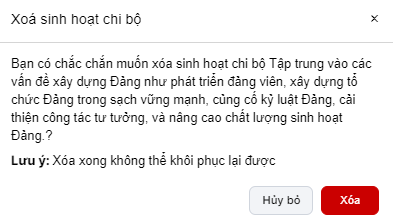 Xoá sinh hoạt chi bộ
×
Bạn có chắc chắn muốn xóa sinh hoạt chi bộ Tập trung vào các
vấn đề xây dựng Đảng như phát triển đảng viên, xây dựng tổ
chức Đảng trong sạch vững mạnh, củng cố kỷ luật Đảng, cải
thiện công tác tư tưởng, và nâng cao chất lượng sinh hoạt
Đảng.?
Lưu ý: Xóa xong không thể khôi phục lại được
Hủy bỏ
Xóa